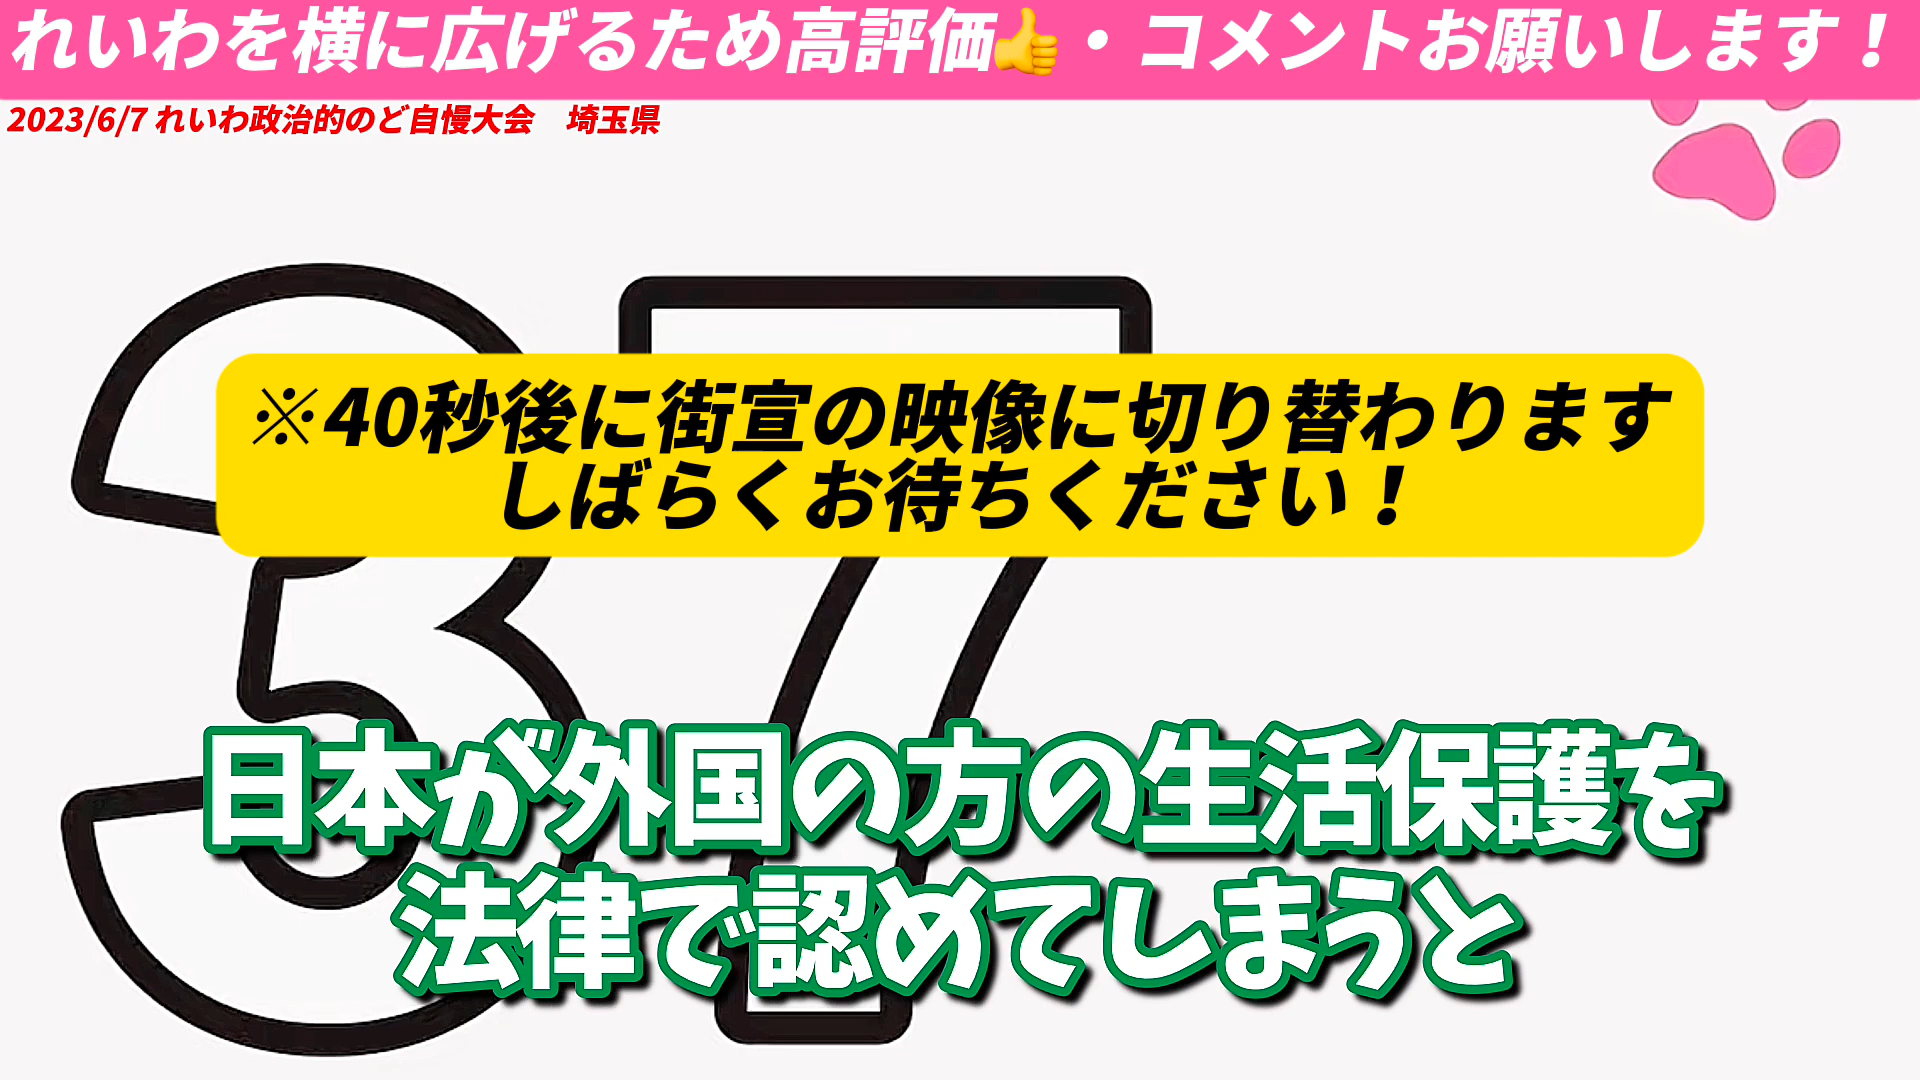 れいわを横に広げるため高評価👍・コメントお願いします！
2023/6/7 れいわ政治的のど自慢大会　埼玉県
37
※40秒後に街宣の映像に切り替わります
しばらくお待ちください！
日本が外国の方の生活保護を
法律で認めてしまうと